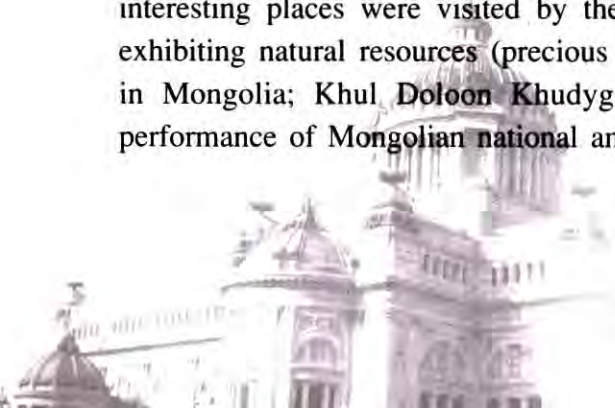 interesting places were visited by the
exhibiting natural resources (precious
in Mongolia; Khul Doloon Khudyg
performance of Mongolian national an